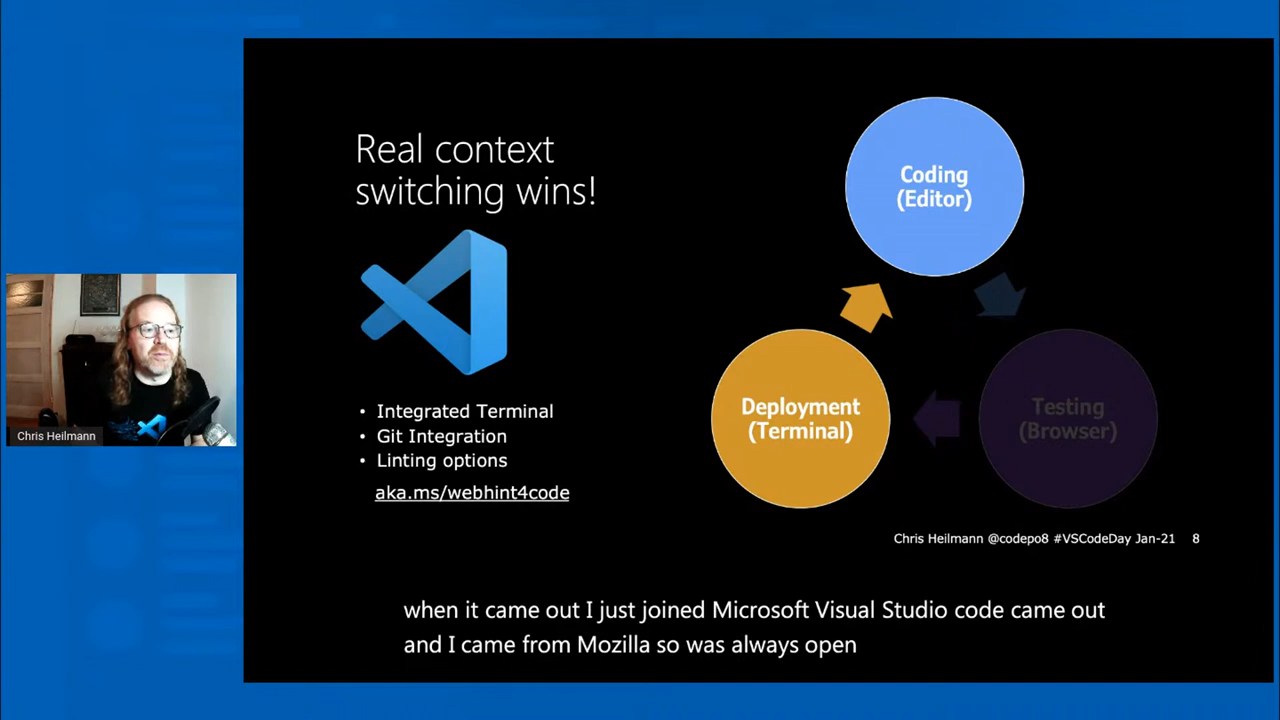 Real context
switching wins!
Integrated Terminal
Git Integration
Linting options
aka.ms/webhint4code
Coding
(Editor)
Testing
(Browser)
Deployment
(Terminal)
Chris Heilmann @codepo8 #VSCodeDay Jan-21 8
Chris Heilmann
when it came out I just joined Microsoft Visual Studio code came out
and I came from Mozilla so was always open